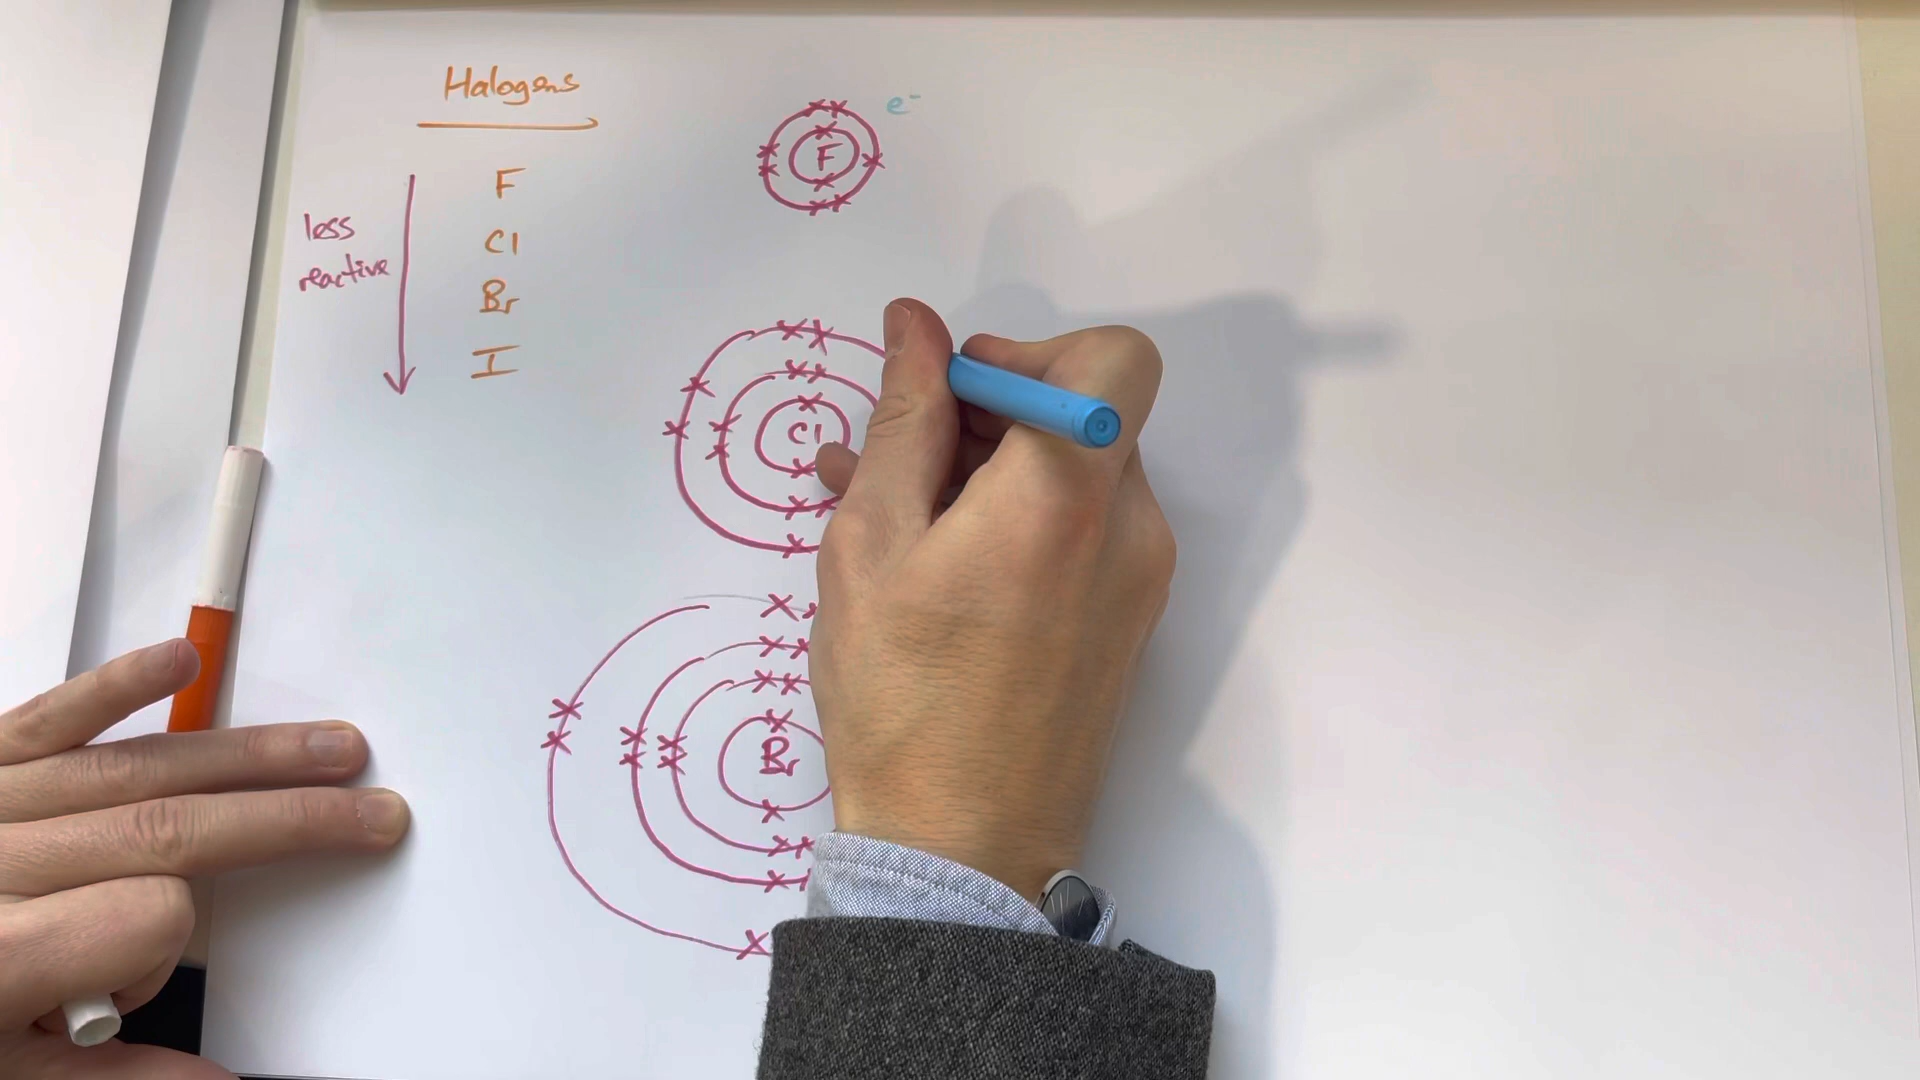 Halogens
F
Cl
Br
I
less
reactive
F
e⁻
Cl
Br